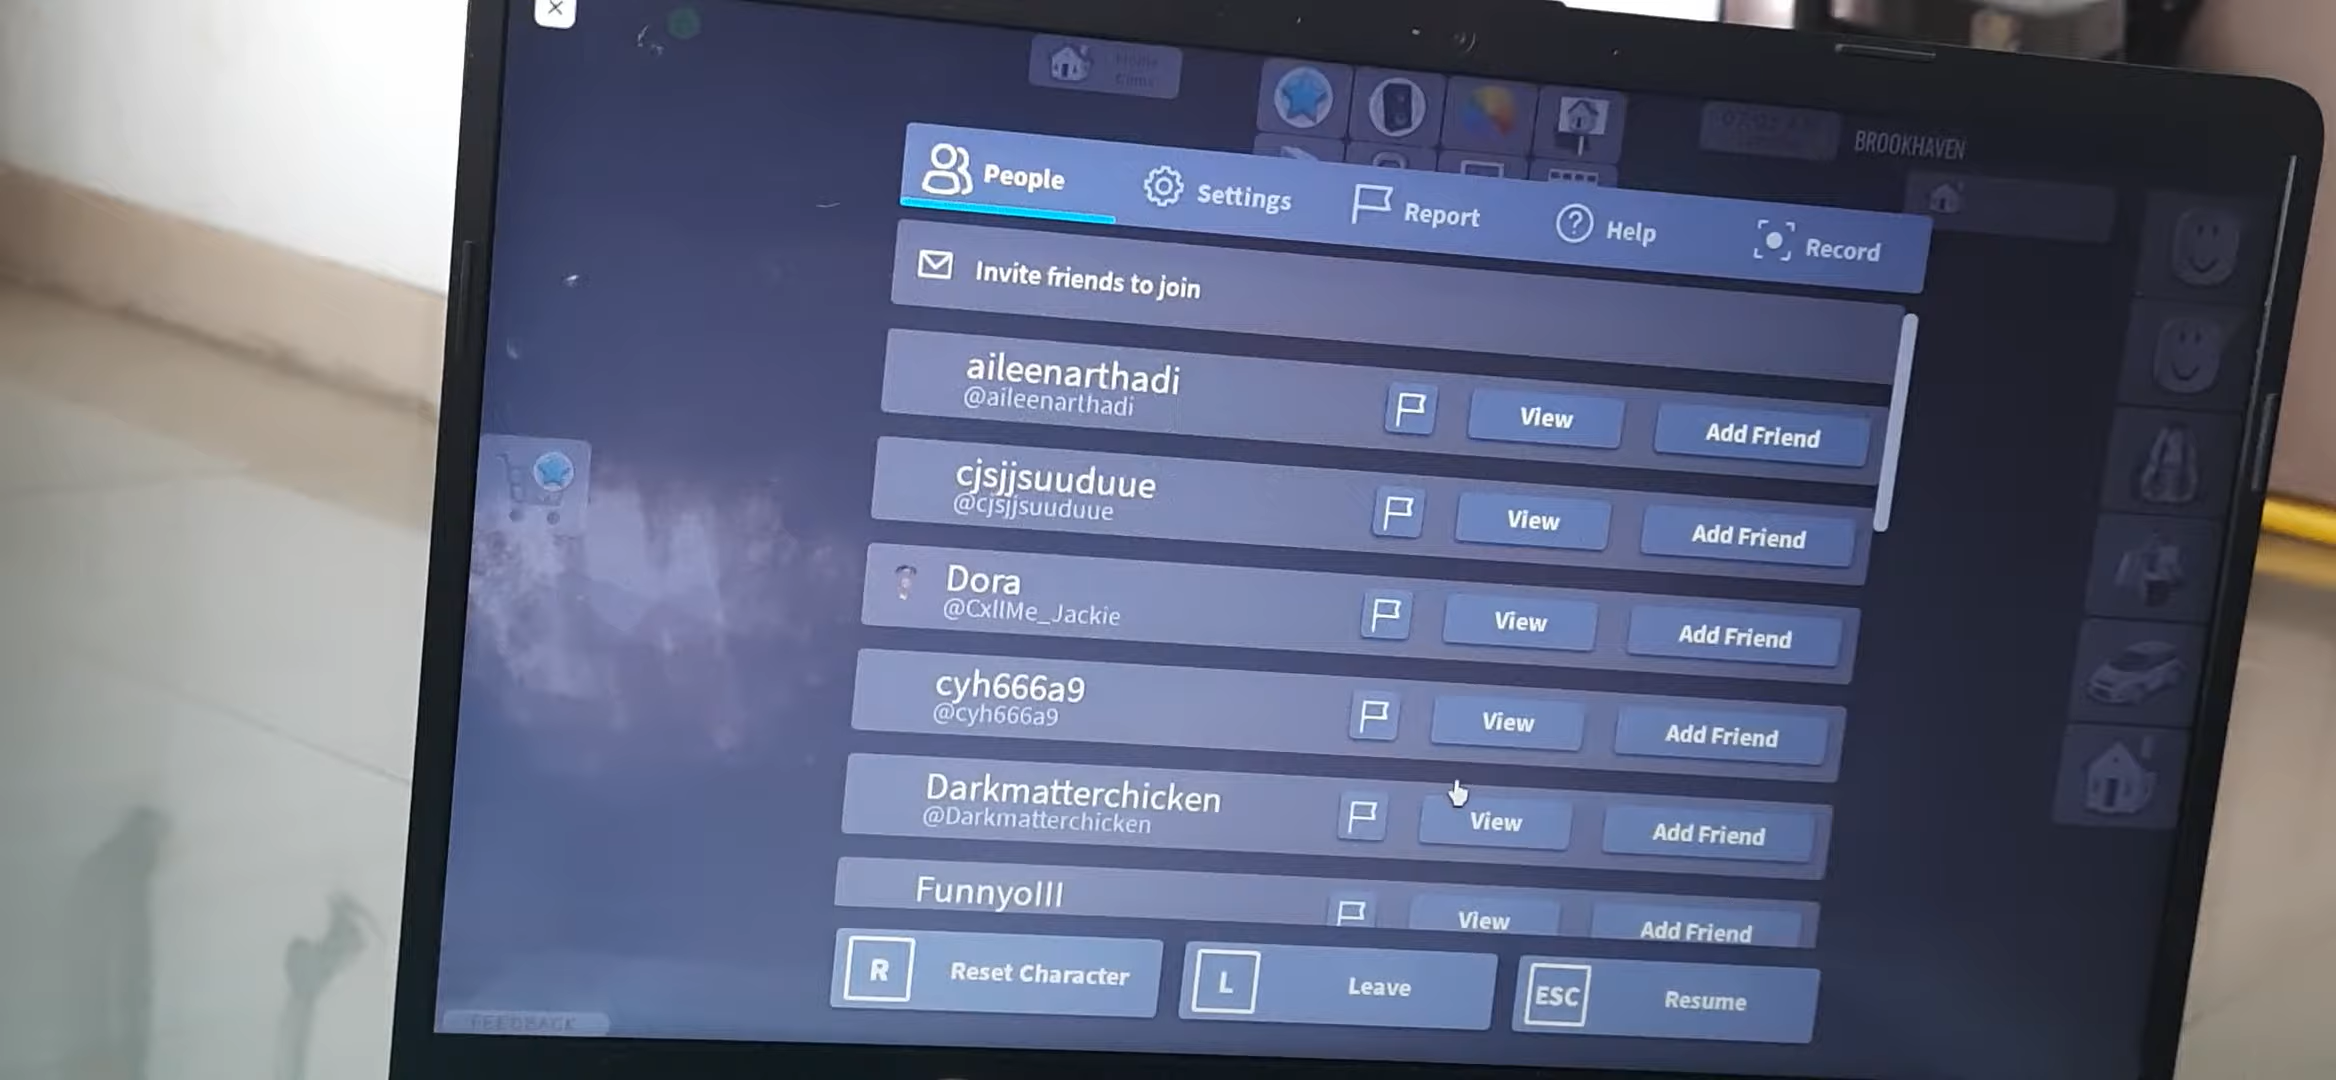 Home
BROOKHAVEN
People
Settings
Report
Help
Record
Invite friends to join
aileenarthadi
@aileenarthadi
View
Add Friend
cjsjjsuuduue
@cjsjjsuuduue
View
Add Friend
Dora
@CxllMe_Jackie
View
Add Friend
cyh666a9
@cyh666a9
View
Add Friend
Darkmatterchicken
@Darkmatterchicken
View
Add Friend
Funnyolll
View
Add Friend
R
Reset Character
L
Leave
ESC
Resume
FEEDBACK